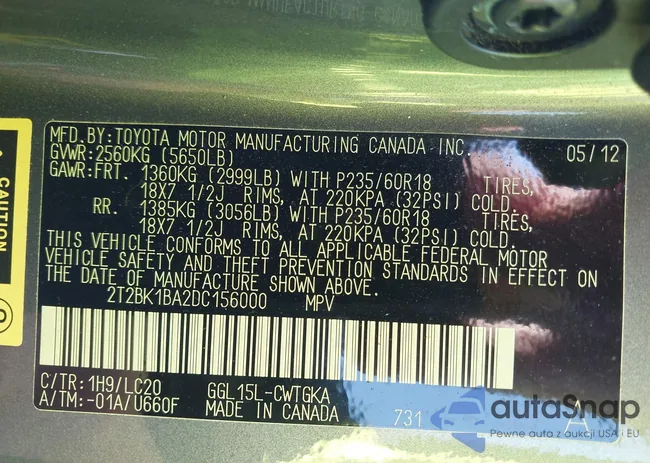 MFD.BY:TOYOTA MOTOR MANUFACTURING CANADA INC. 05/12
GVWR:2560KG (5650LB)
GAWR:FRT. 1360KG (2999LB) WITH P235/60R18 TIRES,
18X7 1/2J RIMS, AT 220KPA (32PSI) COLD.
RR. 1385KG (3056LB) WITH P235/60R18 TIRES,
18X7 1/2J RIMS, AT 220KPA (32PSI) COLD.
THIS VEHICLE CONFORMS TO ALL APPLICABLE FEDERAL MOTOR
VEHICLE SAFETY AND THEFT PREVENTION STANDARDS IN EFFECT ON
THE DATE OF MANUFACTURE SHOWN ABOVE.
2T2BK1BA2DC156000 MPV
C/TR:1H9/LC20 GGL15L-CWTGKA
A/TM:-01A/U660F MADE IN CANADA 731 A
CAUTION
autoSnap
Pewne auta z aukcji USA i EU